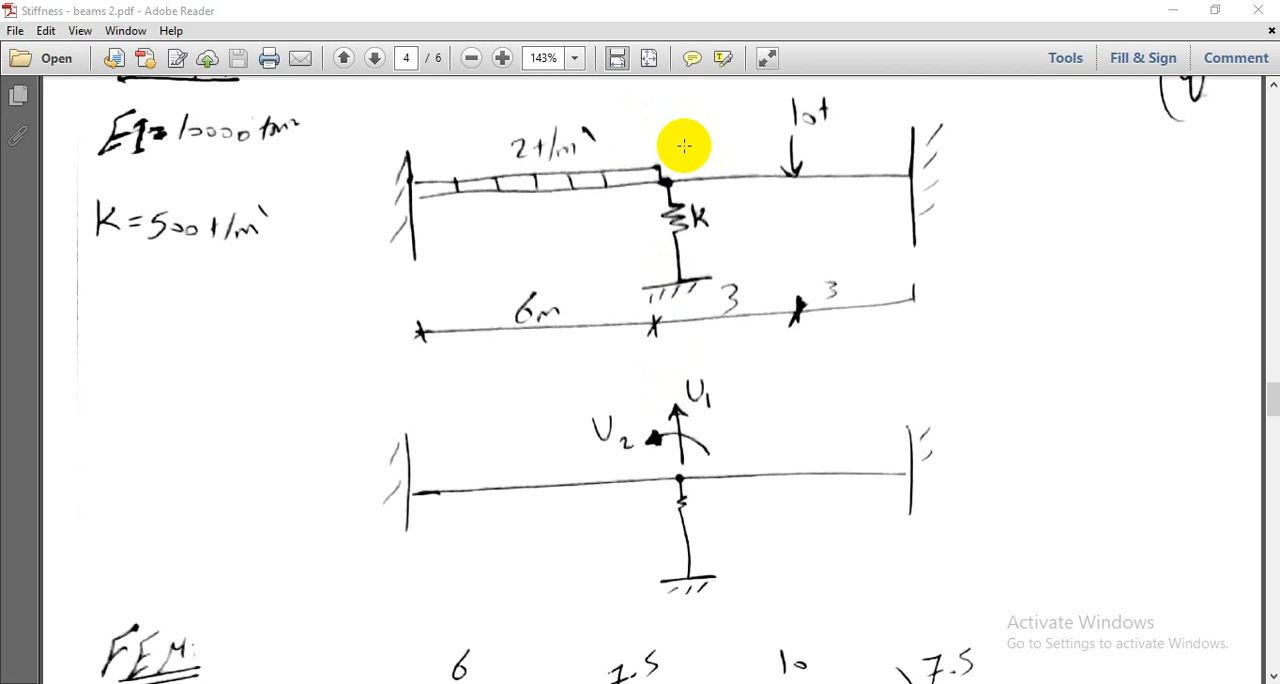 Stiffness - beams 2.pdf - Adobe Reader
File Edit View Window Help
Open 4 / 6 143% Tools Fill & Sign Comment
EI = 10000 tm²
K = 500 t/m`
2t/m`
10t
K
6m 3 3
U1
U2
FEM:
6 7.5 10 7.5
Activate Windows
Go to Settings to activate Windows.